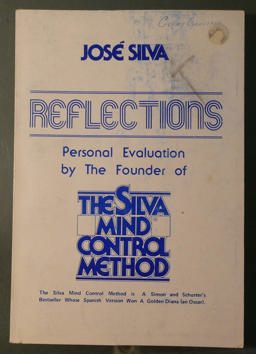 JOSÉ SILVA
REFLECTIONS
Personal Evaluation
by The Founder of
THE SILVA
MIND
CONTROL
METHOD
The Silva Mind Control Method is A Simon and Schuster's
Bestseller Whose Spanish Version Won A Golden Diana (an Oscar).